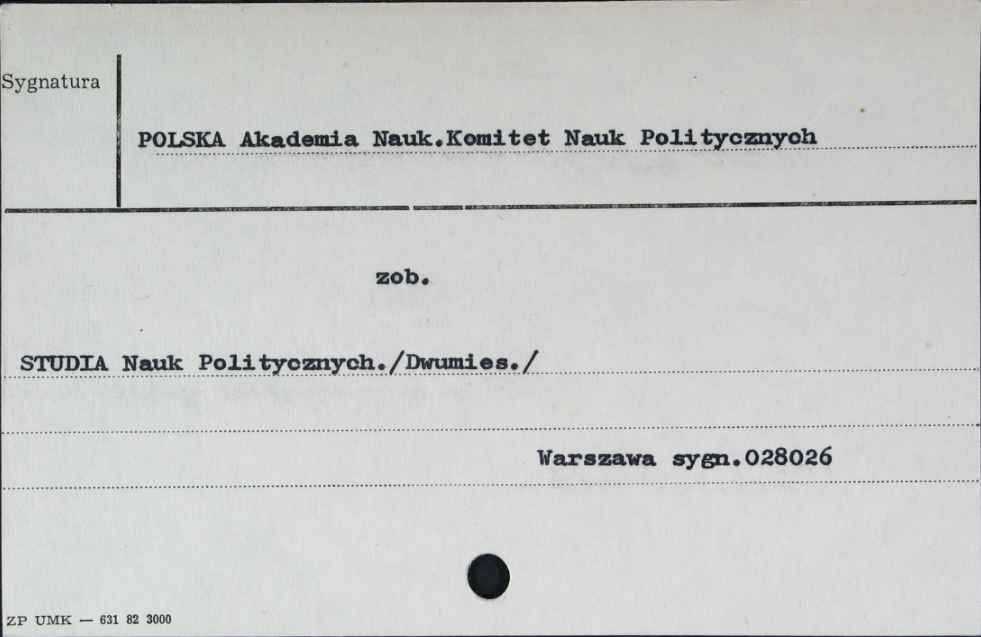 Sygnatura
POLSKA Akademia Nauk.Komitet Nauk Politycznych
zob.
STUDIA Nauk Politycznych./Dwumies./
Warszawa sygn.028026
ZP UMK — 631 82 3000